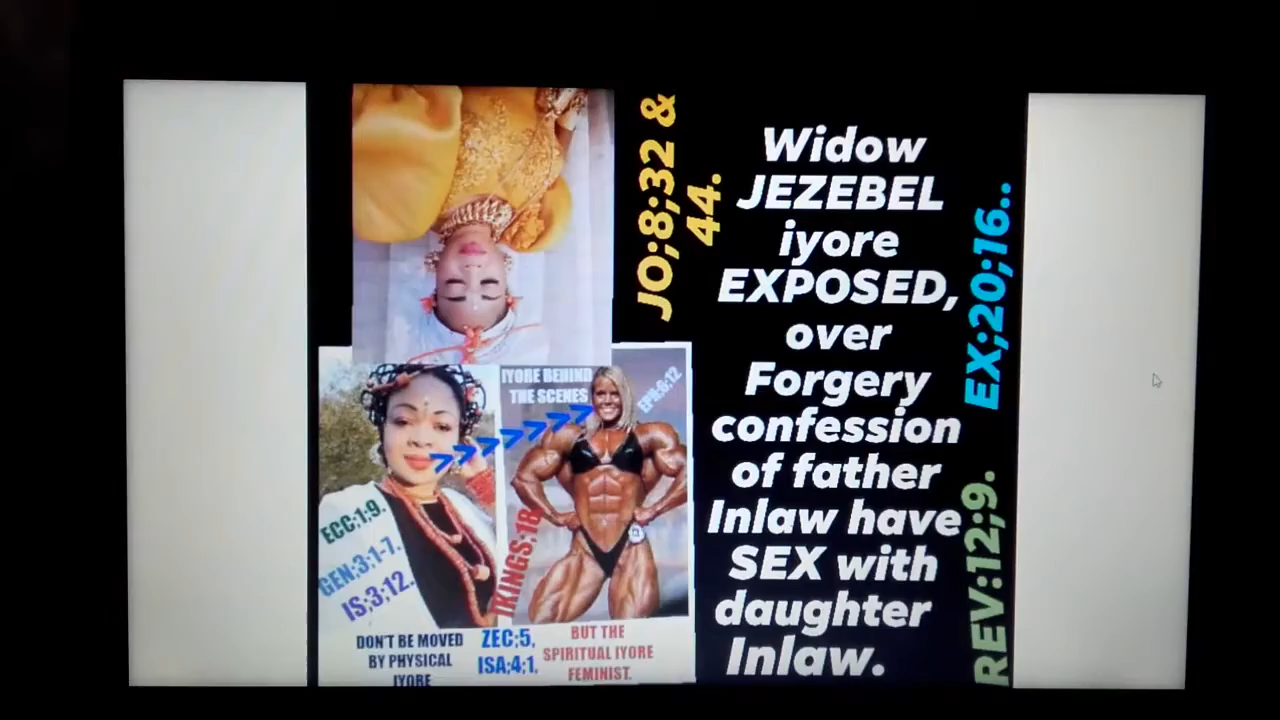 JO;8;32 &
44.
Widow
JEZEBEL
iyore
EXPOSED,
over
Forgery
confession
of father
Inlaw have
SEX with
daughter
Inlaw.
EX;20;16..
REV:12;9.
IYORE BEHIND
THE SCENES
EPH:6;12
>>>>>>>
ECC;1;9.
GEN:3;1-7.
IS;3;12.
1KINGS;18
DON'T BE MOVED
BY PHYSICAL
IYORE
ZEC;5,
ISA;4;1,
BUT THE
SPIRITUAL IYORE
FEMINIST.